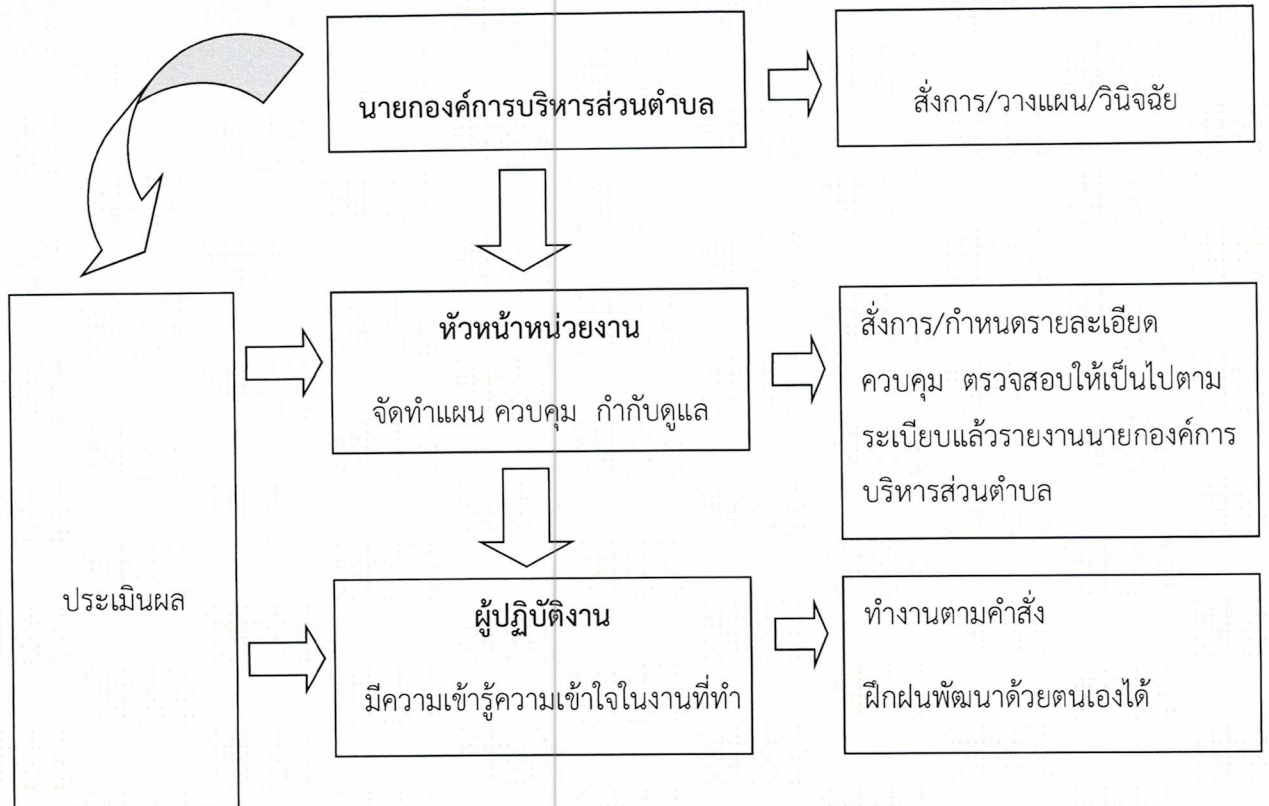 นายกองค์การบริหารส่วนตำบล
สั่งการ/วางแผน/วินิจฉัย
หัวหน้าหน่วยงาน
จัดทำแผน ควบคุม กำกับดูแล
สั่งการ/กำหนดรายละเอียด
ควบคุม ตรวจสอบให้เป็นไปตาม
ระเบียบแล้วรายงานนายกองค์การ
บริหารส่วนตำบล
ประเมินผล
ผู้ปฏิบัติงาน
มีความเข้ารู้ความเข้าใจในงานที่ทำ
ทำงานตามคำสั่ง
ฝึกฝนพัฒนาด้วยตนเองได้